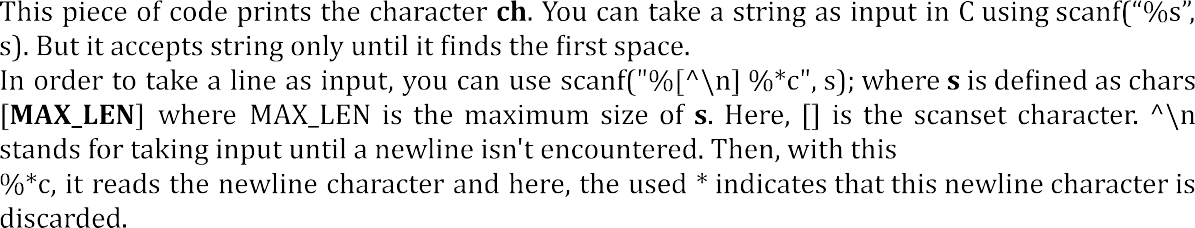 This piece of code prints the character ch. You can take a string as input in C using scanf(“%s”,
s). But it accepts string only until it finds the first space.
In order to take a line as input, you can use scanf("%[^\n] %*c", s); where s is defined as chars
[MAX_LEN] where MAX_LEN is the maximum size of s. Here, [] is the scanset character. ^\n
stands for taking input until a newline isn't encountered. Then, with this
%*c, it reads the newline character and here, the used * indicates that this newline character is
discarded.